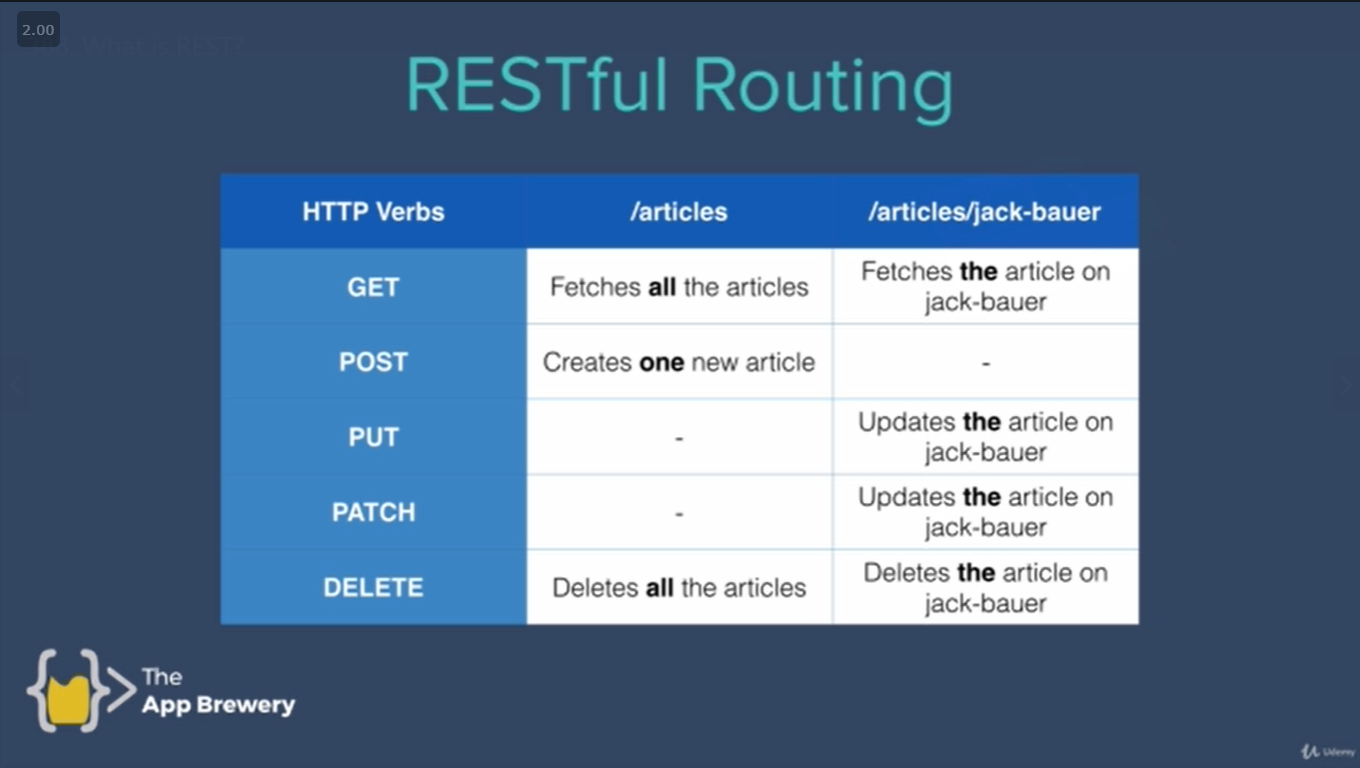 2.00
What is REST?
RESTful Routing
HTTP Verbs /articles /articles/jack-bauer
GET Fetches all the articles Fetches the article on
jack-bauer
POST Creates one new article -
PUT - Updates the article on
jack-bauer
PATCH - Updates the article on
jack-bauer
DELETE Deletes all the articles Deletes the article on
jack-bauer
The
App Brewery
Udemy